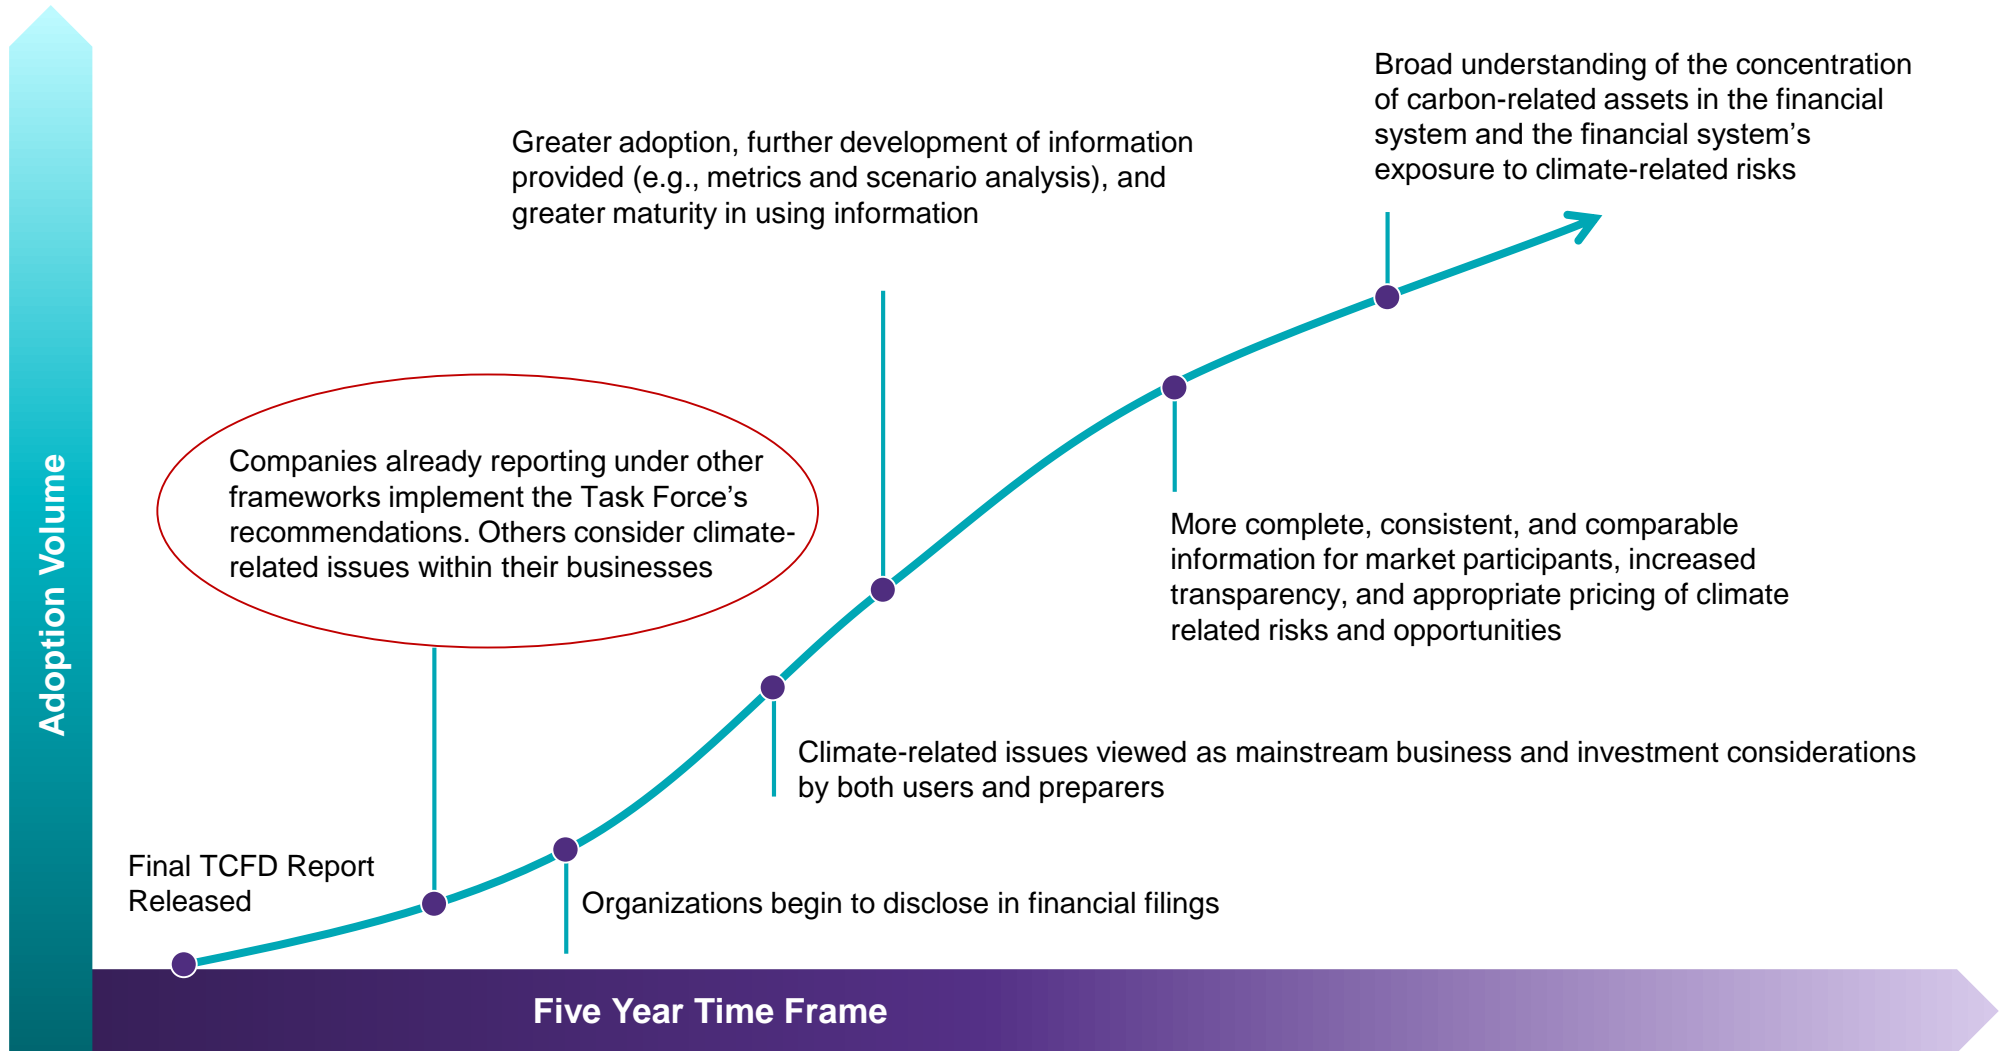 Broad understanding of the concentration
of carbon-related assets in the financial
system and the financial system’s
exposure to climate-related risks
Greater adoption, further development of information
provided (e.g., metrics and scenario analysis), and
greater maturity in using information
Companies already reporting under other
frameworks implement the Task Force’s
recommendations. Others consider climate-
related issues within their businesses
More complete, consistent, and comparable
information for market participants, increased
transparency, and appropriate pricing of climate
related risks and opportunities
Climate-related issues viewed as mainstream business and investment considerations
by both users and preparers
Final TCFD Report
Released
Organizations begin to disclose in financial filings
Adoption Volume
Five Year Time Frame